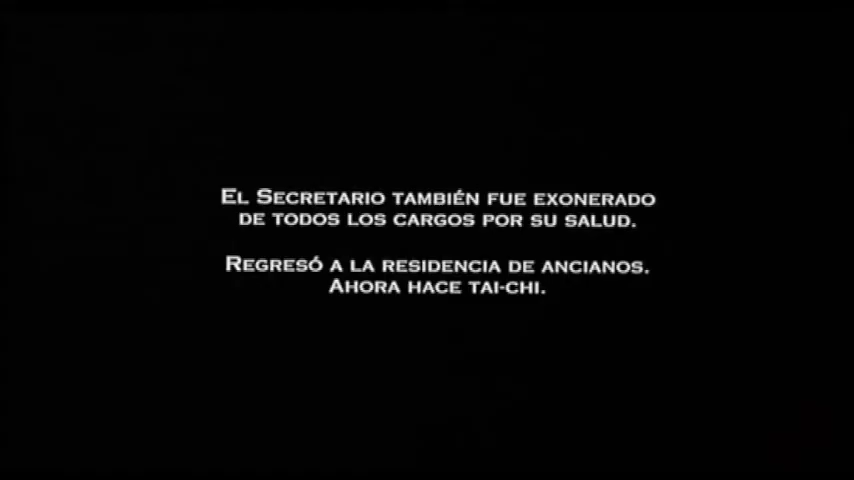 El Secretario también fue exonerado
de todos los cargos por su salud.
Regresó a la residencia de ancianos.
Ahora hace tai-chi.